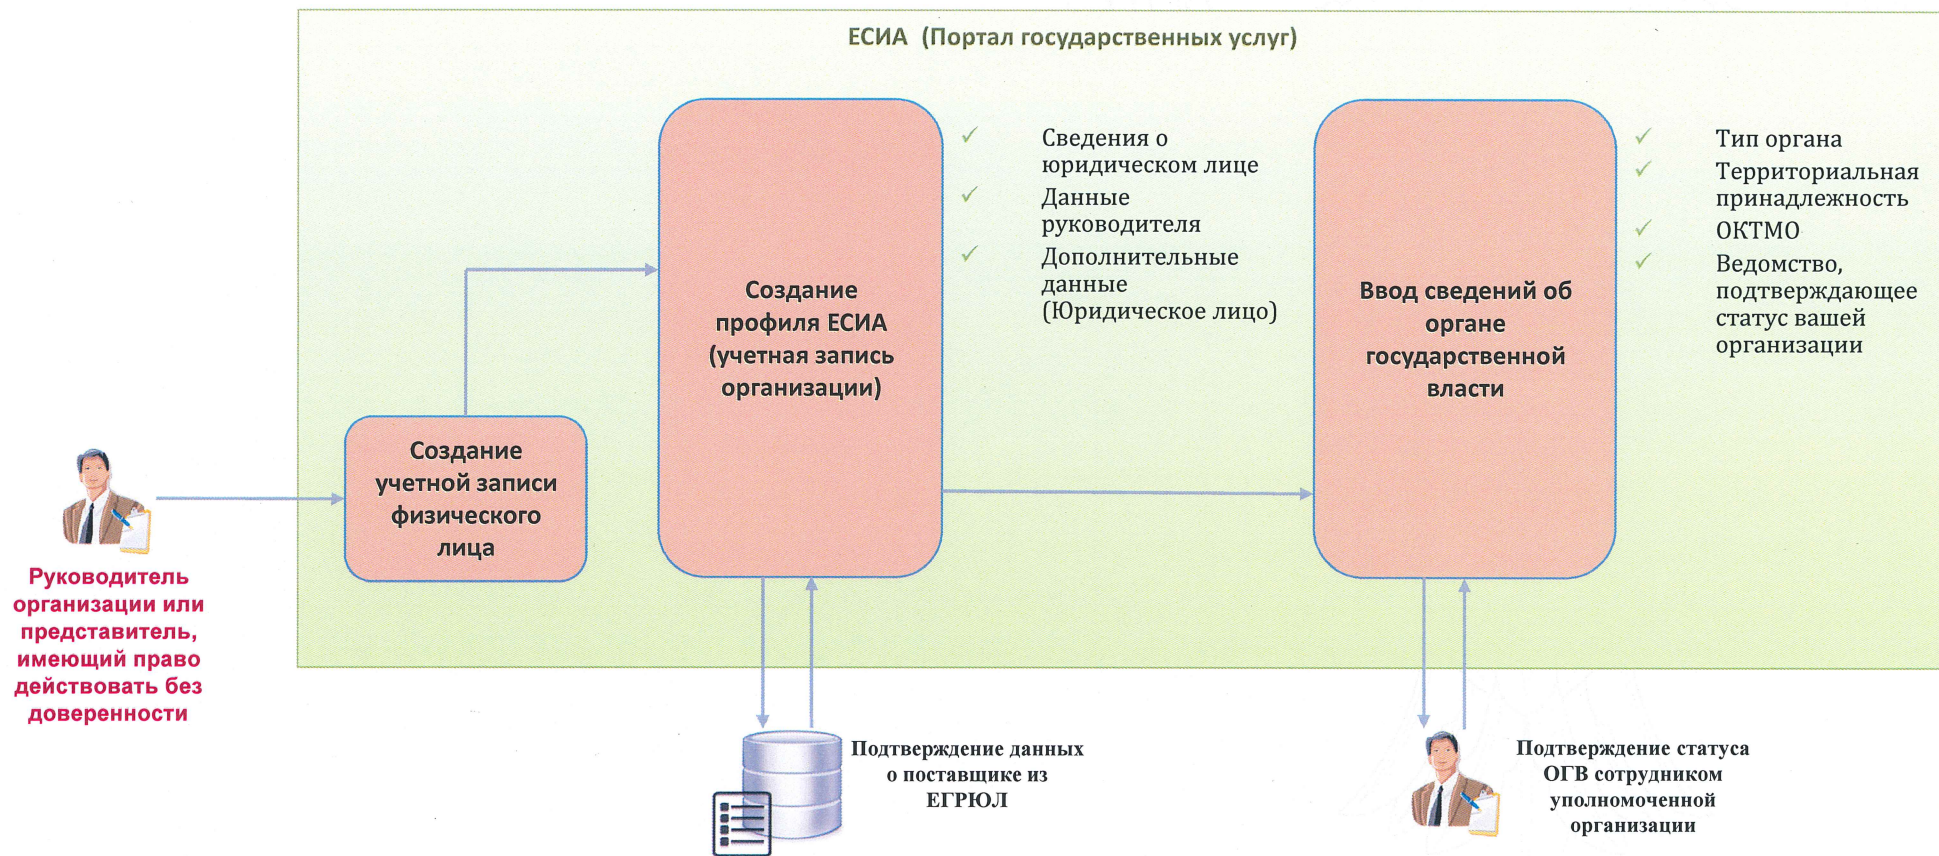 ЕСИА (Портал государственных услуг)
Создание
учетной записи
физического
лица
Создание
профиля ЕСИА
(учетная запись
организации)
Сведения о
юридическом лице
Данные
руководителя
Дополнительные
данные
(Юридическое лицо)
Ввод сведений об
органе
государственной
власти
Тип органа
Территориальная
принадлежность
ОКТМО
Ведомство,
подтверждающее
статус вашей
организации
Руководитель
организации или
представитель,
имеющий право
действовать без
доверенности
Подтверждение данных
о поставщике из
ЕГРЮЛ
Подтверждение статуса
ОГВ сотрудником
уполномоченной
организации